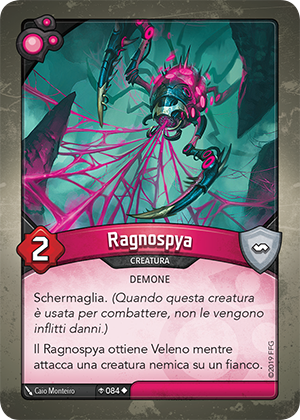 Ragnospya
CREATURA
2
DEMONE
Schermaglia. (Quando questa creatura
è usata per combattere, non le vengono
inflitti danni.)
Il Ragnospya ottiene Veleno mentre
attacca una creatura nemica su un fianco.
©2019 FFG
Caio Monteiro
084